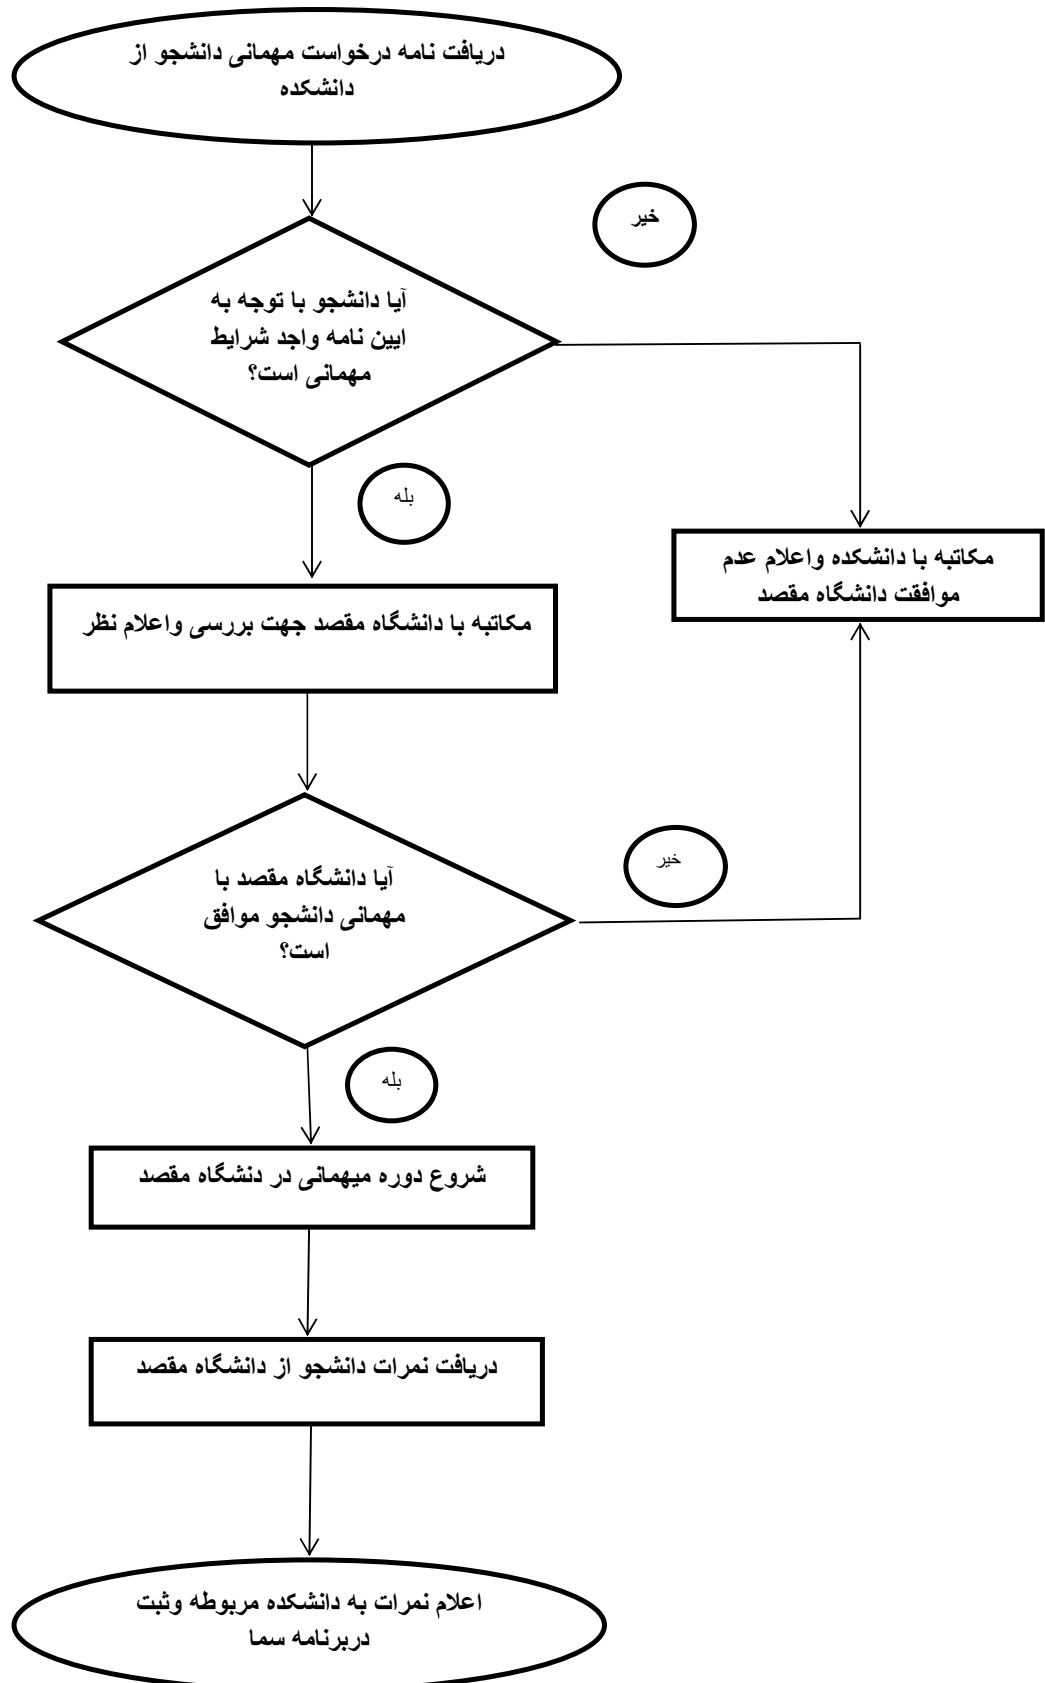 دریافت نامه درخواست مهمانی دانشجو از
دانشکده
خیر
آیا دانشجو با توجه به
ایین نامه واجد شرایط
مهمانی است؟
بله
مکاتبه با دانشکده واعلام عدم
موافقت دانشگاه مقصد
مکاتبه با دانشگاه مقصد جهت بررسی واعلام نظر
آیا دانشگاه مقصد با
مهمانی دانشجو موافق
است؟
خیر
بله
شروع دوره میهمانی در دنشگاه مقصد
دریافت نمرات دانشجو از دانشگاه مقصد
اعلام نمرات به دانشکده مربوطه وثبت
دربرنامه سما